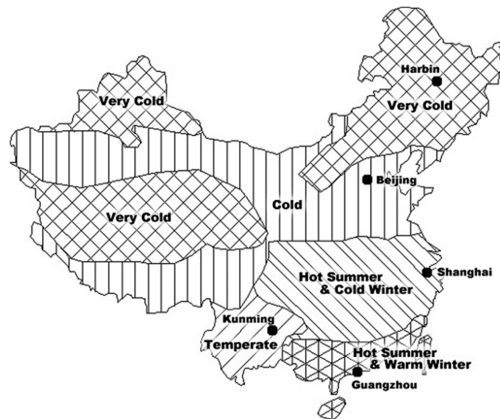 Harbin
Very Cold
Very Cold
Beijing
Cold
Very Cold
Shanghai
Hot Summer
& Cold Winter
Kunming
Temperate
Hot Summer
& Warm Winter
Guangzhou